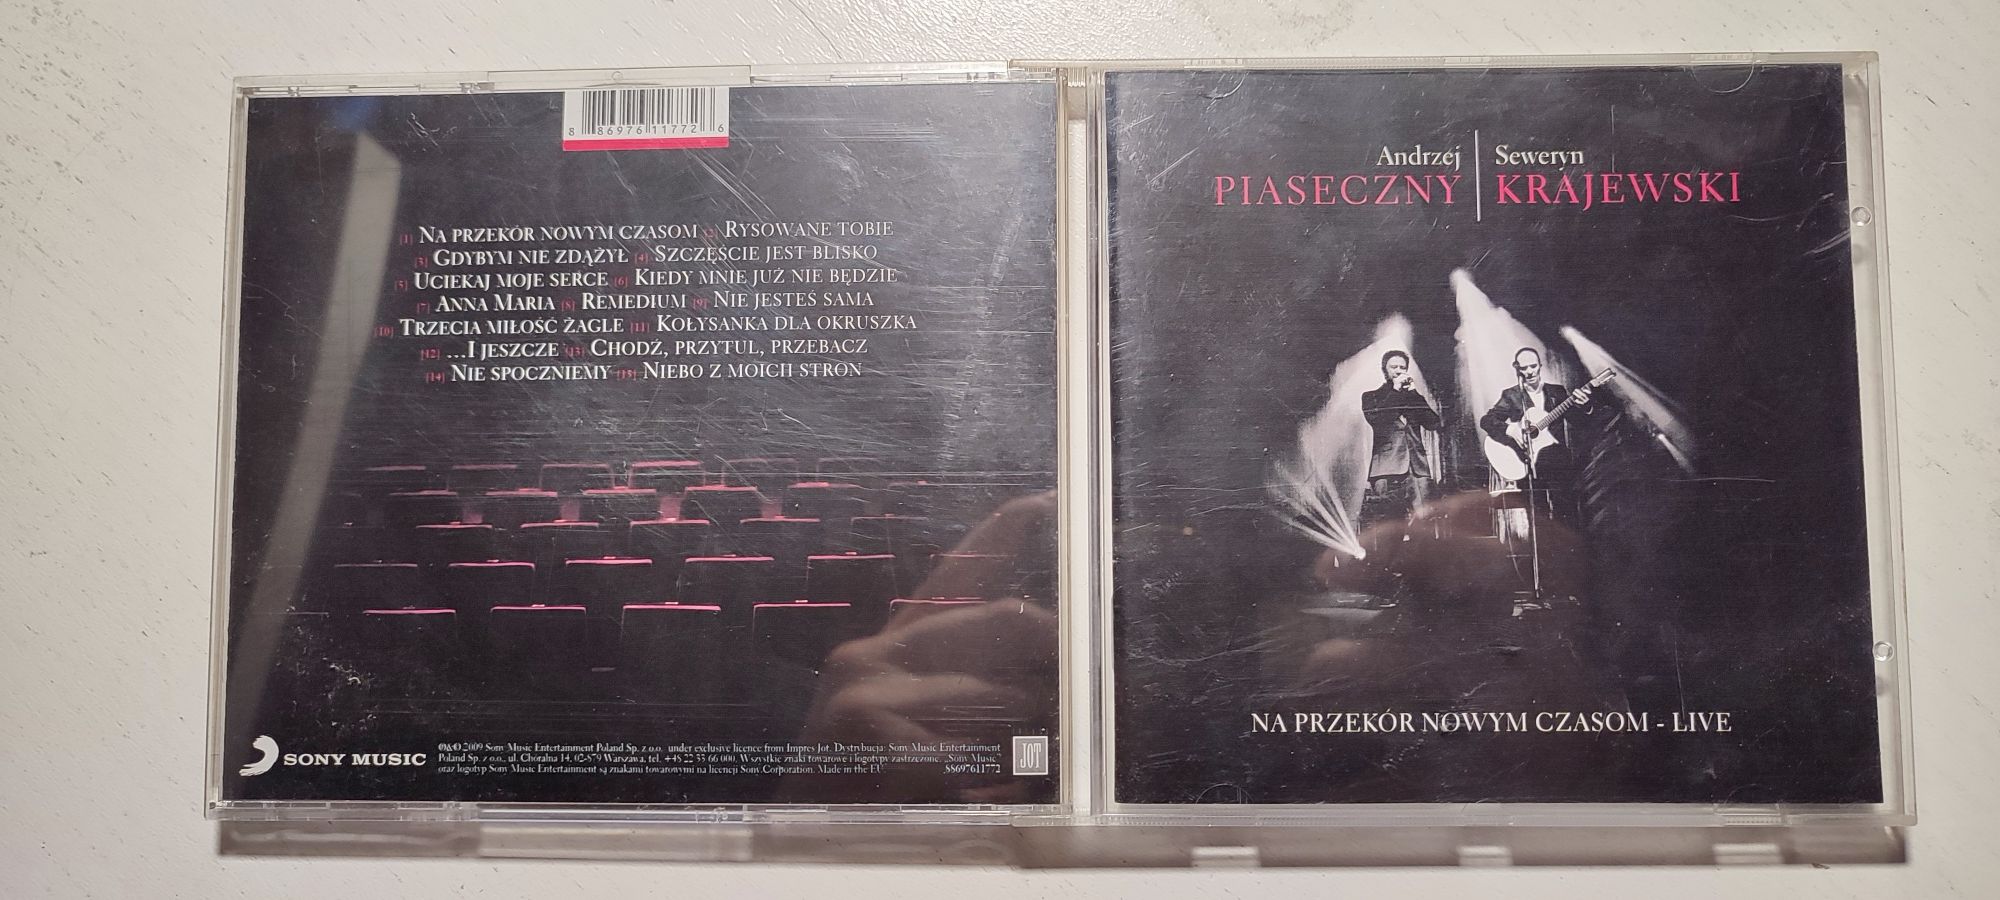 8 86976 11772 6
[1] NA PRZEKÓR NOWYM CZASOM [2] RYSOWANE TOBIE
[3] GDYBYM NIE ZDĄŻYŁ [4] SZCZĘŚCIE JEST BLISKO
[5] UCIEKAJ MOJE SERCE [6] KIEDY MNIE JUŻ NIE BĘDZIE
[7] ANNA MARIA [8] REMEDIUM [9] NIE JESTEŚ SAMA
[10] TRZECIA MIŁOŚĆ ŻAGLE [11] KOŁYSANKA DLA OKRUSZKA
[12] ...I JESZCZE [13] CHODŹ, PRZYTUL, PRZEBACZ
[14] NIE SPOCZNIEMY [15] NIEBO Z MOICH STRON
SONY MUSIC
℗&© 2009 Sony Music Entertainment Poland Sp. z o.o. under exclusive licence from Impres Jot. Dystrybucja: Sony Music Entertainment
Poland Sp. z o.o., ul. Chóralna 14, 02-879 Warszawa, tel. +48 22 55 66 000. Wszystkie znaki towarowe i logotypy zastrzeżone. „Sony Music”
oraz logotyp Sony Music Entertainment są znakami towarowymi na licencji Sony Corporation. Made in the EU 88697611772
JOT
Andrzej Seweryn
PIASECZNY KRAJEWSKI
NA PRZEKÓR NOWYM CZASOM - LIVE